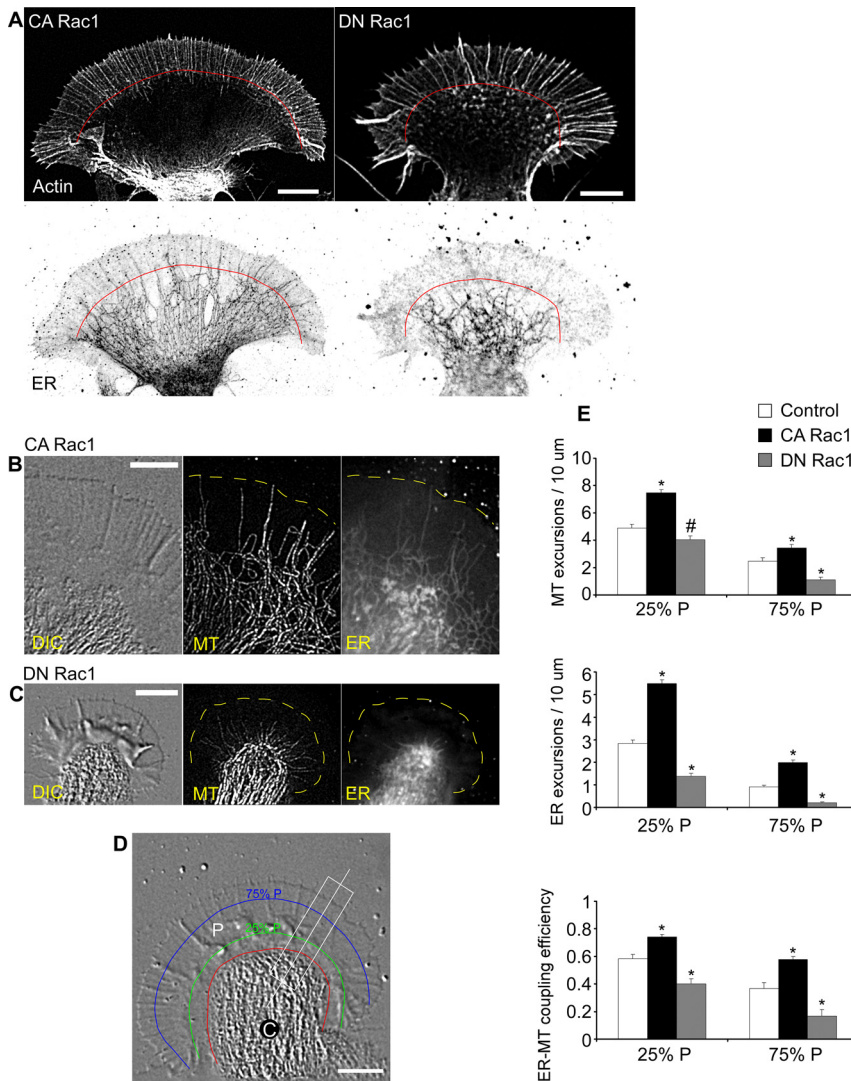 A
CA Rac1
DN Rac1
Actin
ER
CA Rac1
B
DIC
MT
ER
DN Rac1
C
DIC
MT
ER
D
75% P
P
25% P
C
E
Control
CA Rac1
DN Rac1
MT excursions / 10 um
10
8
6
4
2
0
*
#
*
*
25% P
75% P
ER excursions / 10 um
6
5
4
3
2
1
0
*
*
*
*
25% P
75% P
ER-MT coupling efficiency
1
0.8
0.6
0.4
0.2
0
*
*
*
*
25% P
75% P